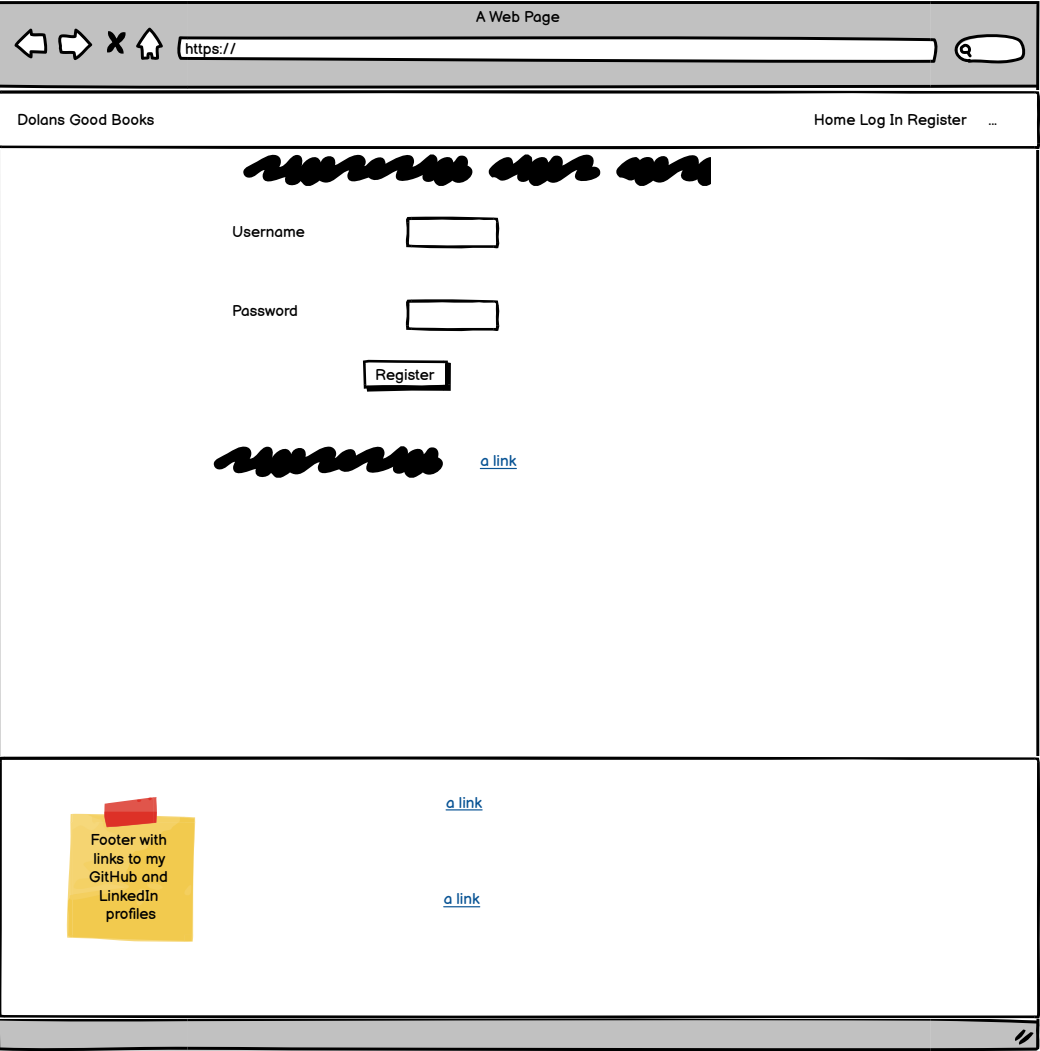 A Web Page
https://
Dolans Good Books
Home Log In Register ...
Username
Password
Register
a link
a link
Footer with
links to my
GitHub and
LinkedIn
profiles
a link